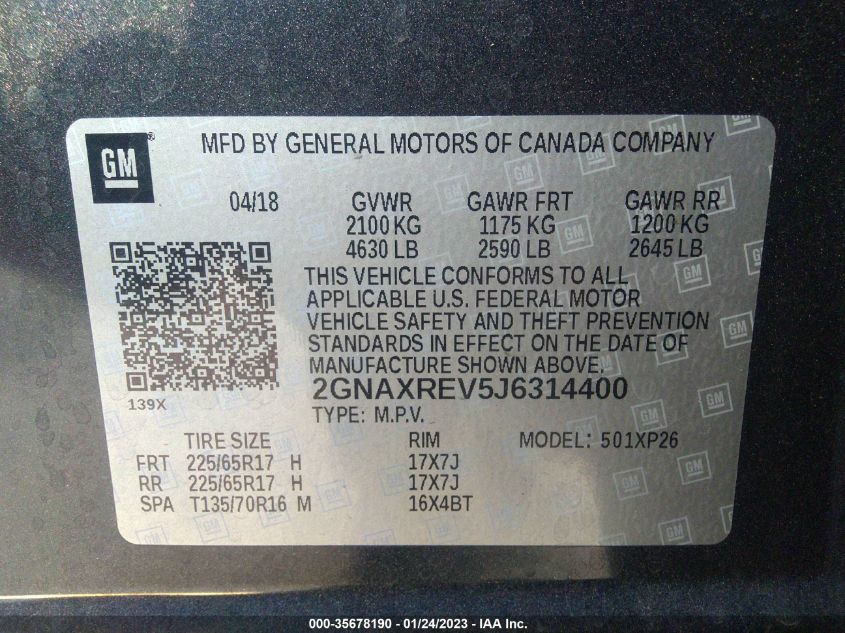 GM ® MFD BY GENERAL MOTORS OF CANADA COMPANY
04/18 GVWR GAWR FRT GAWR RR
2100 KG 1175 KG 1200 KG
4630 LB 2590 LB 2645 LB
THIS VEHICLE CONFORMS TO ALL
APPLICABLE U.S. FEDERAL MOTOR
VEHICLE SAFETY AND THEFT PREVENTION
STANDARDS IN EFFECT ON THE DATE OF
MANUFACTURE SHOWN ABOVE.
2GNAXREV5J6314400
139X
TYPE: M.P.V.
TIRE SIZE RIM MODEL: 501XP26
FRT 225/65R17 H 17X7J
RR 225/65R17 H 17X7J
SPA T135/70R16 M 16X4BT
000-35678190 - 01/24/2023 - IAA Inc.